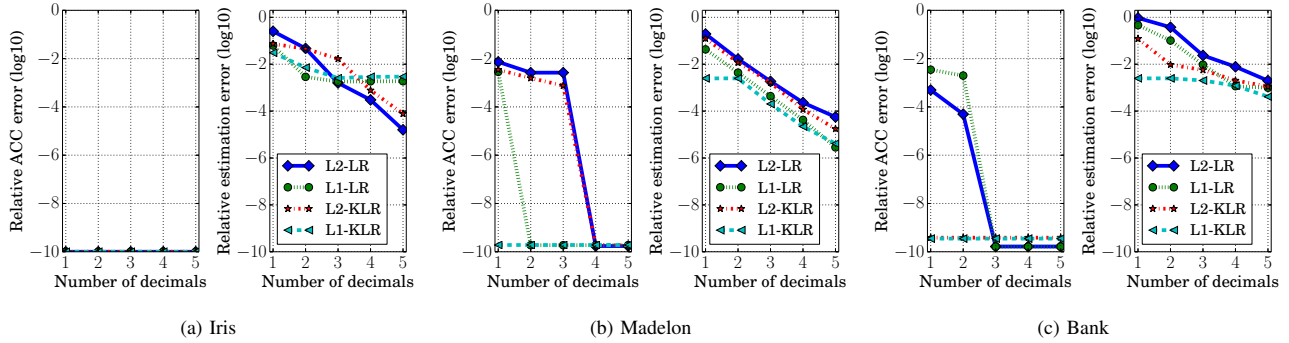 Relative ACC error (log10)
0
−2
−4
−6
−8
−10
1 2 3 4 5
Number of decimals
Relative estimation error (log10)
0
−2
−4
−6
−8
−10
L2-LR
L1-LR
L2-KLR
L1-KLR
1 2 3 4 5
Number of decimals
(a) Iris
Relative ACC error (log10)
0
−2
−4
−6
−8
−10
1 2 3 4 5
Number of decimals
Relative estimation error (log10)
0
−2
−4
−6
−8
−10
L2-LR
L1-LR
L2-KLR
L1-KLR
1 2 3 4 5
Number of decimals
(b) Madelon
Relative ACC error (log10)
0
−2
−4
−6
−8
−10
1 2 3 4 5
Number of decimals
Relative estimation error (log10)
0
−2
−4
−6
−8
−10
L2-LR
L1-LR
L2-KLR
L1-KLR
1 2 3 4 5
Number of decimals
(c) Bank